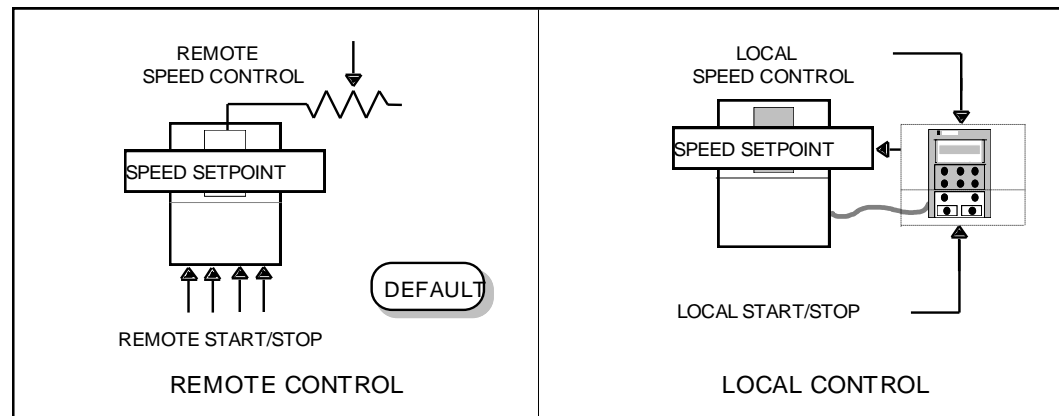 REMOTE
SPEED CONTROL
SPEED SETPOINT
DEFAULT
REMOTE START/STOP
REMOTE CONTROL
LOCAL
SPEED CONTROL
SPEED SETPOINT
LOCAL START/STOP
LOCAL CONTROL